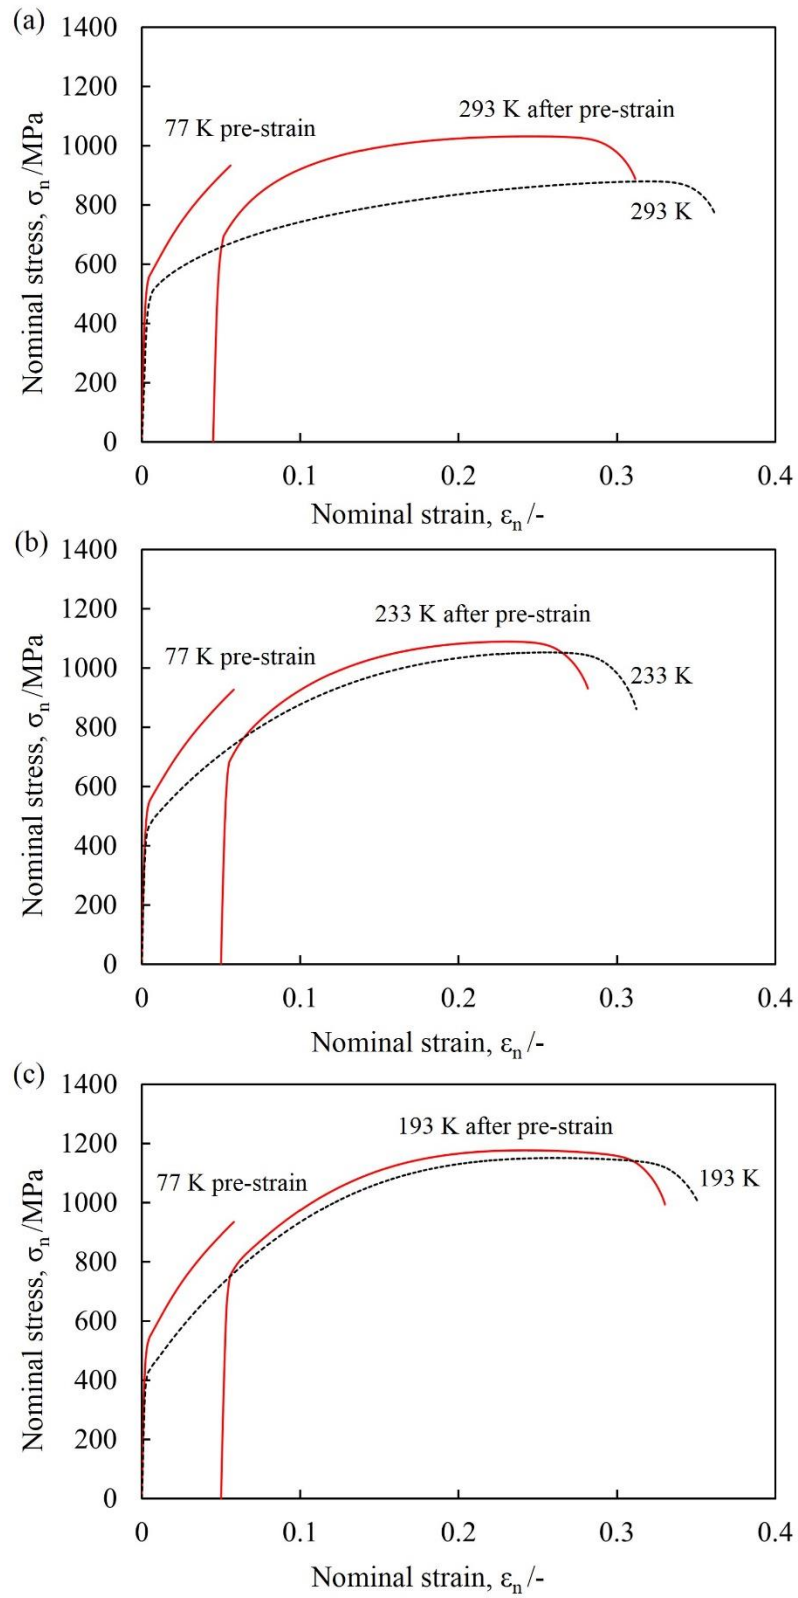 (a)
1400
1200
1000
800
600
400
200
0
Nominal stress, σn /MPa
77 K pre-strain
293 K after pre-strain
293 K
0 0.1 0.2 0.3 0.4
Nominal strain, εn /-
(b)
1400
1200
1000
800
600
400
200
0
Nominal stress, σn /MPa
233 K after pre-strain
77 K pre-strain
233 K
0 0.1 0.2 0.3 0.4
Nominal strain, εn /-
(c)
1400
1200
1000
800
600
400
200
0
Nominal stress, σn /MPa
193 K after pre-strain
77 K pre-strain
193 K
0 0.1 0.2 0.3 0.4
Nominal strain, εn /-